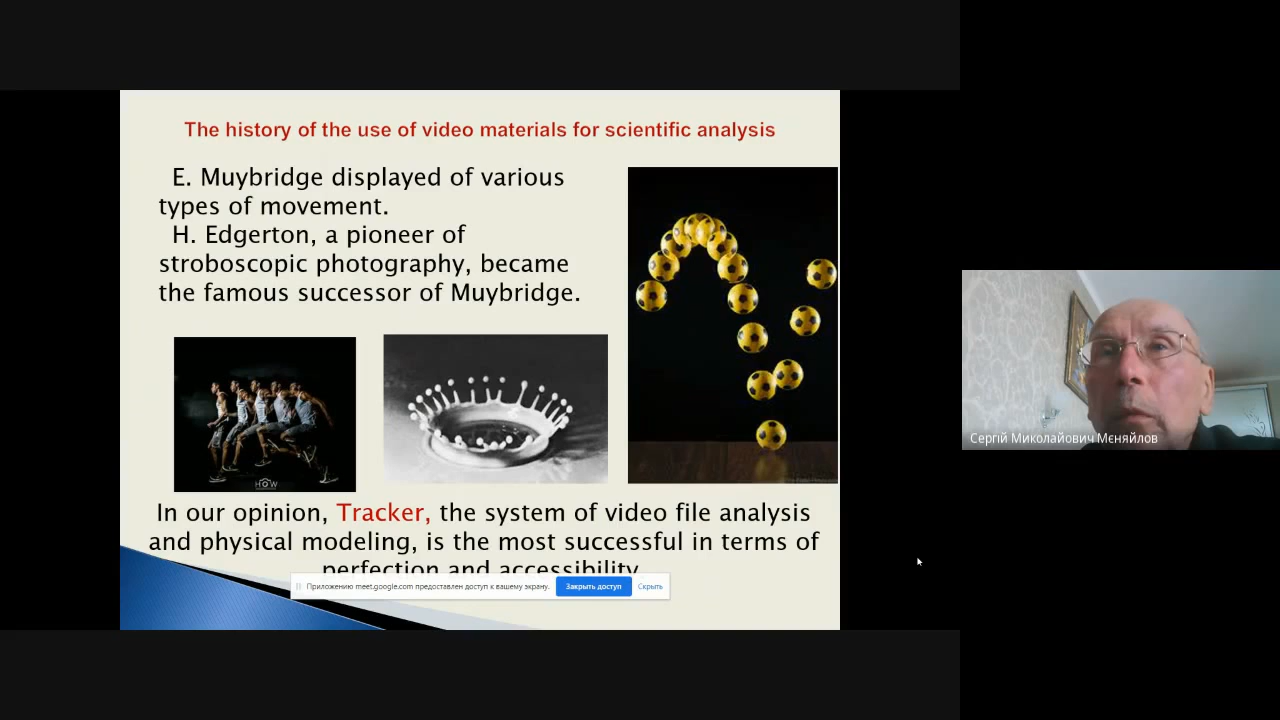 The history of the use of video materials for scientific analysis
E. Muybridge displayed of various
types of movement.
H. Edgerton, a pioneer of
stroboscopic photography, became
the famous successor of Muybridge.
HOW
In our opinion, Tracker, the system of video file analysis
and physical modeling, is the most successful in terms of
perfection and accessibility
Приложению meet.google.com предоставлен доступ к вашему экрану.
Закрыть доступ
Скрыть
Сергій Миколайович Мєняйлов